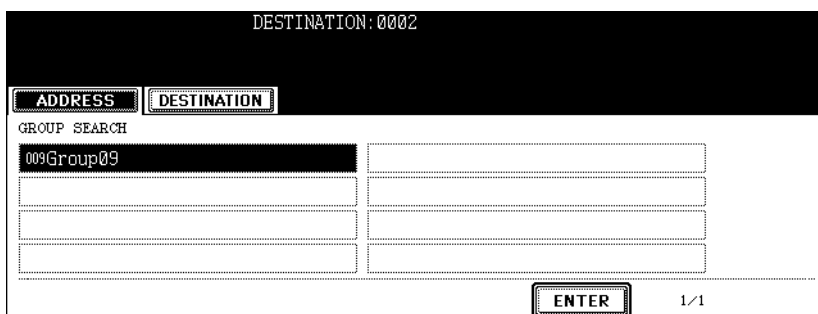 DESTINATION:0002
ADDRESS DESTINATION
GROUP SEARCH
009Group09
ENTER 1/1